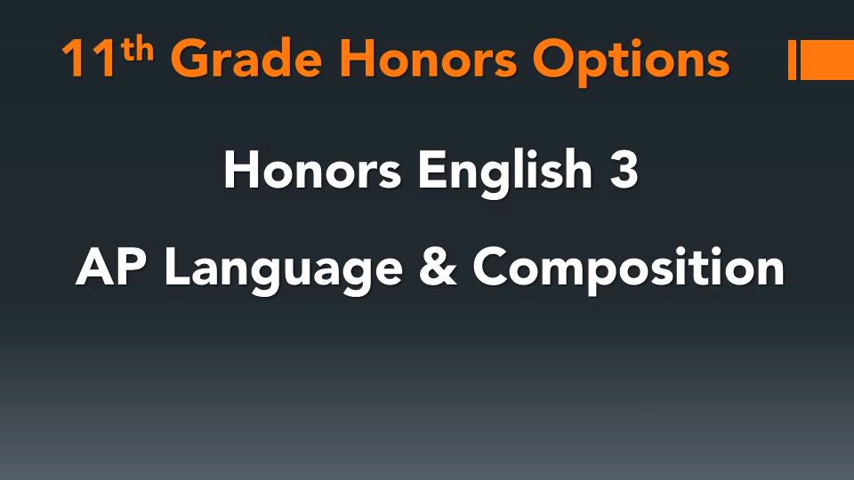 11th Grade Honors Options
Honors English 3
AP Language & Composition